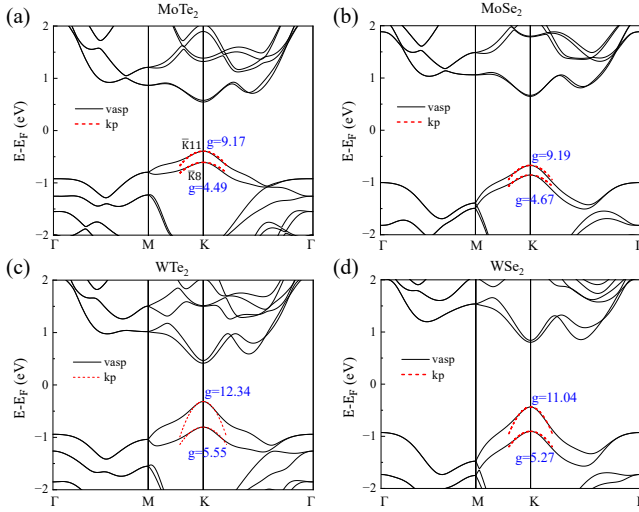 (a)
MoTe2
E-EF (eV)
2
1
0
−1
−2
vasp
kp
K̅11
g=9.17
K̅8
g=4.49
Γ
M
K
Γ
(b)
MoSe2
E-EF (eV)
2
1
0
−1
−2
vasp
kp
g=9.19
g=4.67
Γ
M
K
Γ
(c)
WTe2
E-EF (eV)
2
1
0
−1
−2
vasp
kp
g=12.34
g=5.55
Γ
M
K
Γ
(d)
WSe2
E-EF (eV)
2
1
0
−1
−2
vasp
kp
g=11.04
g=5.27
Γ
M
K
Γ